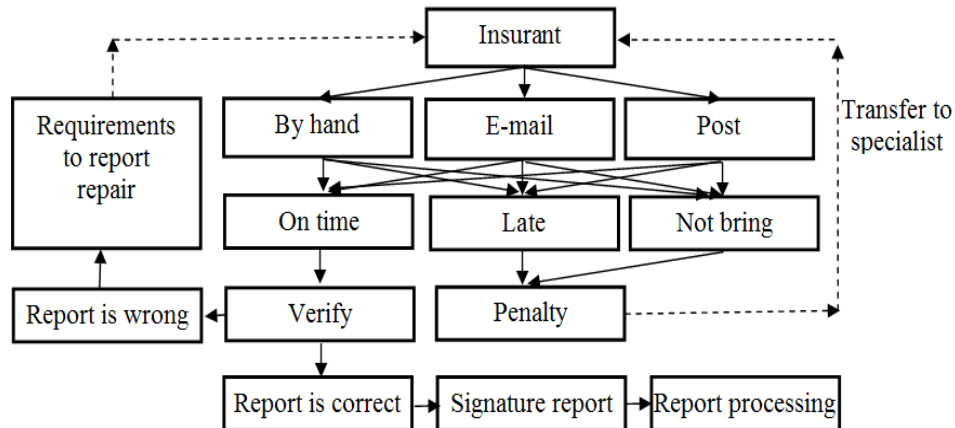 Insurant
By hand
E-mail
Post
Transfer to
specialist
Requirements
to report
repair
On time
Late
Not bring
Report is wrong
Verify
Penalty
Report is correct
Signature report
Report processing